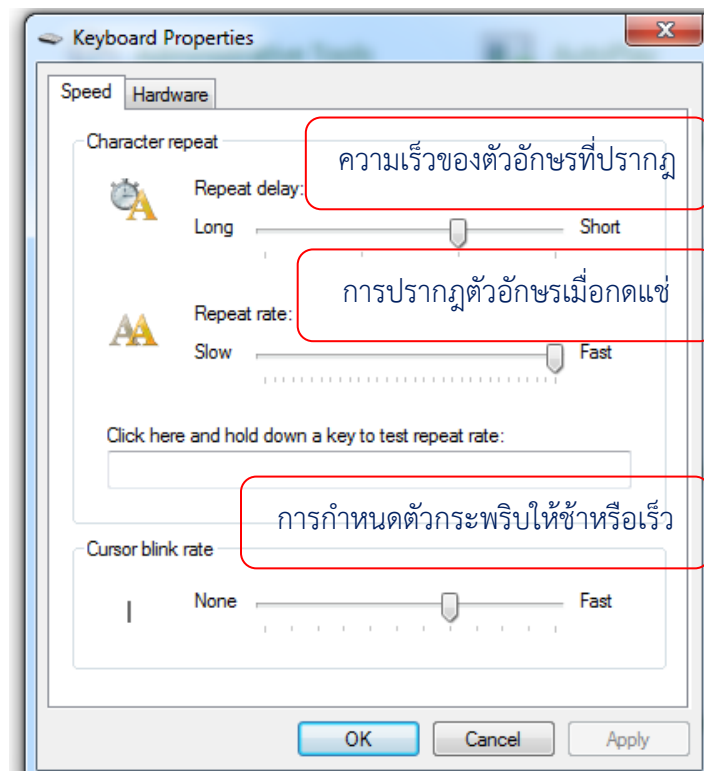 Keyboard Properties
Speed Hardware
Character repeat
ความเร็วของตัวอักษรที่ปรากฎ
Repeat delay:
Long Short
การปรากฎตัวอักษรเมื่อกดแช่
Repeat rate:
Slow Fast
Click here and hold down a key to test repeat rate:
การกำหนดตัวกระพริบให้ช้าหรือเร็ว
Cursor blink rate
None Fast
OK Cancel Apply